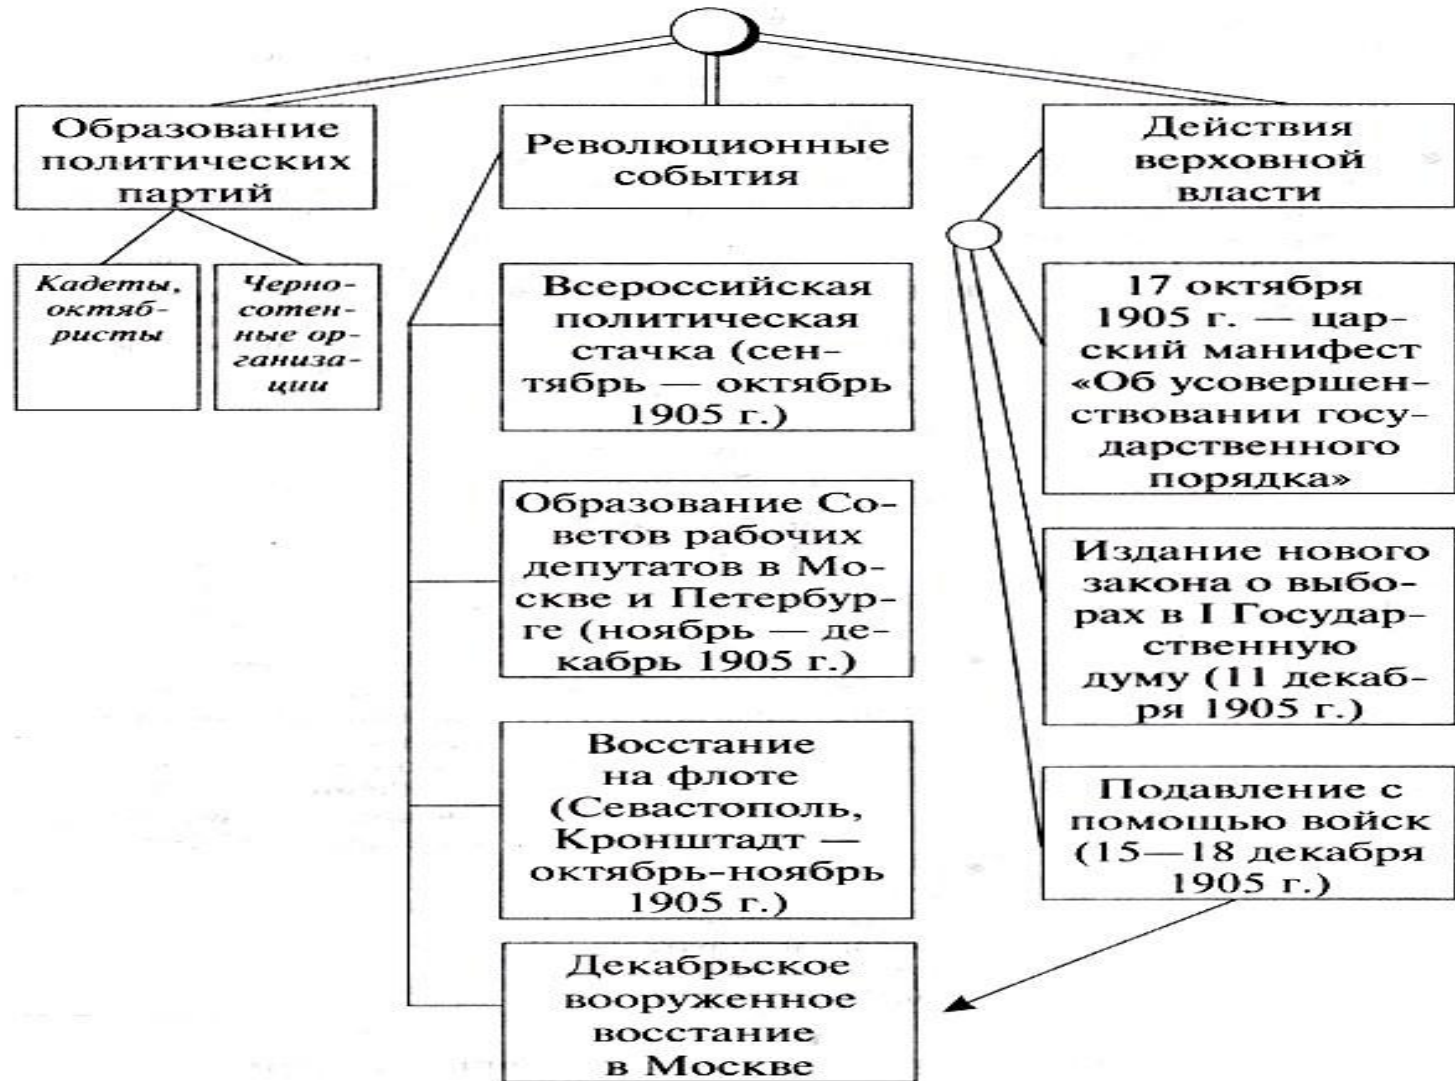 Образование
политических
партий
Кадеты,
октяб-
ристы
Черно-
сотен-
ные ор-
ганиза-
ции
Революционные
события
Всероссийская
политическая
стачка (сен-
тябрь — октябрь
1905 г.)
Образование Со-
ветов рабочих
депутатов в Мо-
скве и Петербур-
ге (ноябрь — де-
кабрь 1905 г.)
Восстание
на флоте
(Севастополь,
Кронштадт —
октябрь-ноябрь
1905 г.)
Декабрьское
вооруженное
восстание
в Москве
Действия
верховной
власти
17 октября
1905 г. — цар-
ский манифест
«Об усовершен-
ствовании госу-
дарственного
порядка»
Издание нового
закона о выбо-
рах в I Государ-
ственную
думу (11 декаб-
ря 1905 г.)
Подавление с
помощью войск
(15—18 декабря
1905 г.)